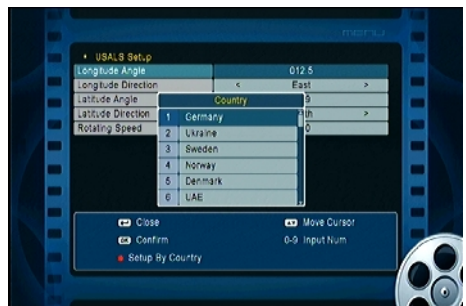 menu
USALS Setup
Longitude Angle 012.5
Longitude Direction < East >
Latitude Angle 9
Latitude Direction th >
Rotating Speed 0
Country
1 Germany
2 Ukraine
3 Sweden
4 Norway
5 Denmark
6 UAE
Close
Move Cursor
OK Confirm
0-9 Input Num
Setup By Country